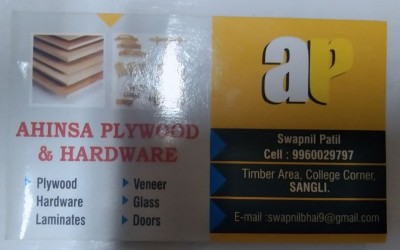 AHINSA PLYWOOD
& HARDWARE
Plywood
Hardware
Laminates
Veneer
Glass
Doors
aP
Swapnil Patil
Cell : 9960029797
Timber Area, College Corner,
SANGLI.
E-mail :swapnilbhai9@gmail.com